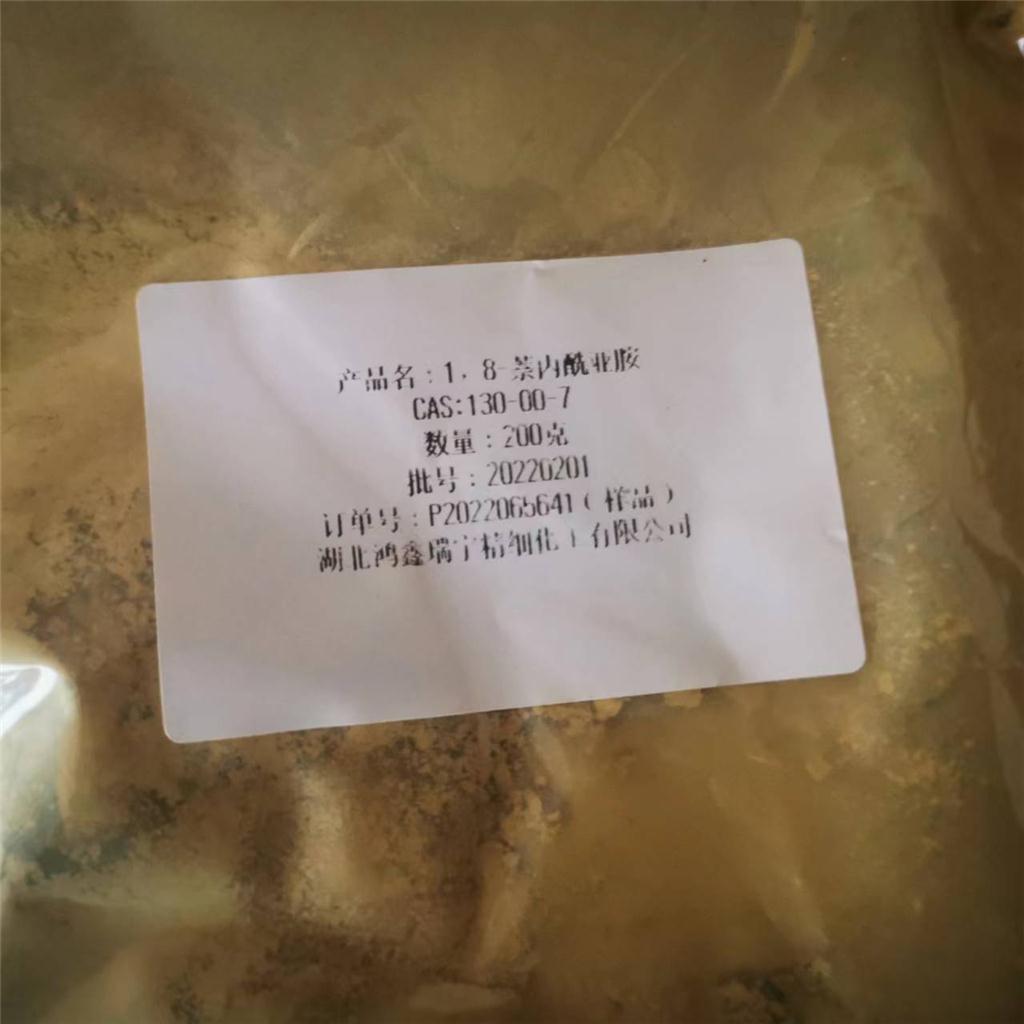 产品名：1，8-萘内酰亚胺
CAS:130-00-7
数量：200克
批号：20220201
订单号：P2022065641（样品）
湖北鸿鑫瑞宇精细化工有限公司